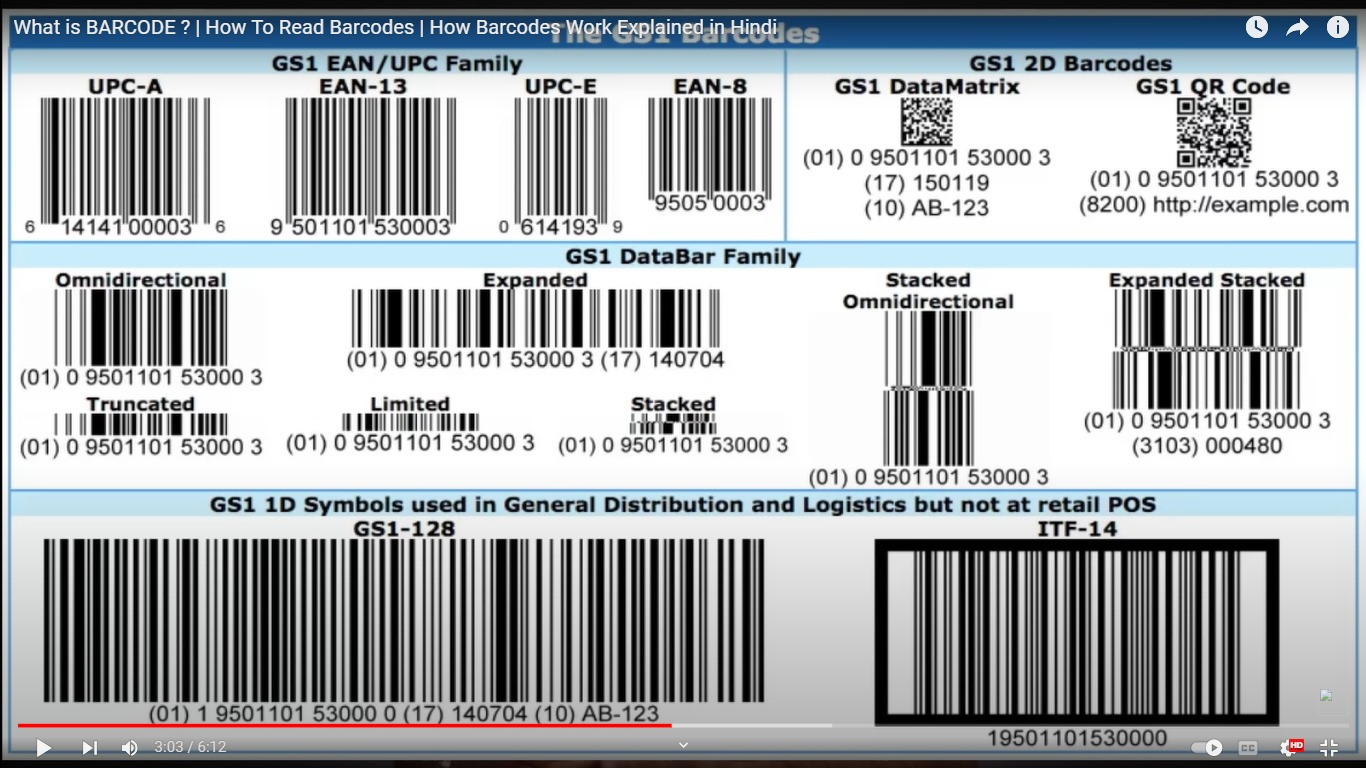 What is BARCODE ? | How To Read Barcodes | How Barcodes Work Explained in Hindi
The GS1 Barcodes
GS1 EAN/UPC Family
UPC-A
6 14141 00003 6
EAN-13
9 501101 530003
UPC-E
0 614193 9
EAN-8
9505 0003
GS1 2D Barcodes
GS1 DataMatrix
(01) 0 9501101 53000 3
(17) 150119
(10) AB-123
GS1 QR Code
(01) 0 9501101 53000 3
(8200) http://example.com
GS1 DataBar Family
Omnidirectional
(01) 0 9501101 53000 3
Expanded
(01) 0 9501101 53000 3 (17) 140704
Truncated
(01) 0 9501101 53000 3
Limited
(01) 0 9501101 53000 3
Stacked
(01) 0 9501101 53000 3
Stacked
Omnidirectional
(01) 0 9501101 53000 3
Expanded Stacked
(01) 0 9501101 53000 3
(3103) 000480
GS1 1D Symbols used in General Distribution and Logistics but not at retail POS
GS1-128
(01) 1 9501101 53000 0 (17) 140704 (10) AB-123
ITF-14
19501101530000
3:03 / 6:12
CC
HD